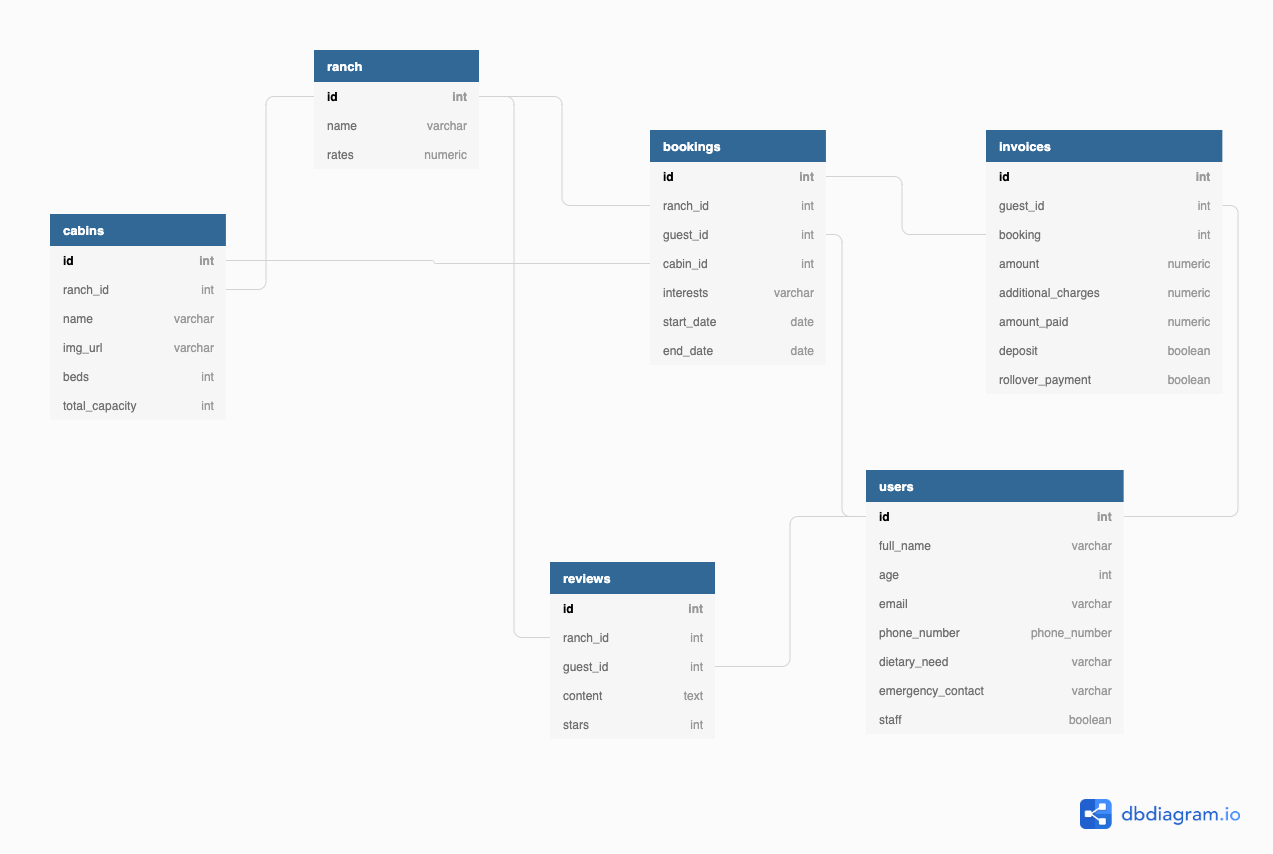 ranch
id int
name varchar
rates numeric
bookings
id int
ranch_id int
guest_id int
cabin_id int
interests varchar
start_date date
end_date date
invoices
id int
guest_id int
booking int
amount numeric
additional_charges numeric
amount_paid numeric
deposit boolean
rollover_payment boolean
cabins
id int
ranch_id int
name varchar
img_url varchar
beds int
total_capacity int
users
id int
full_name varchar
age int
email varchar
phone_number phone_number
dietary_need varchar
emergency_contact varchar
staff boolean
reviews
id int
ranch_id int
guest_id int
content text
stars int
dbdiagram.io